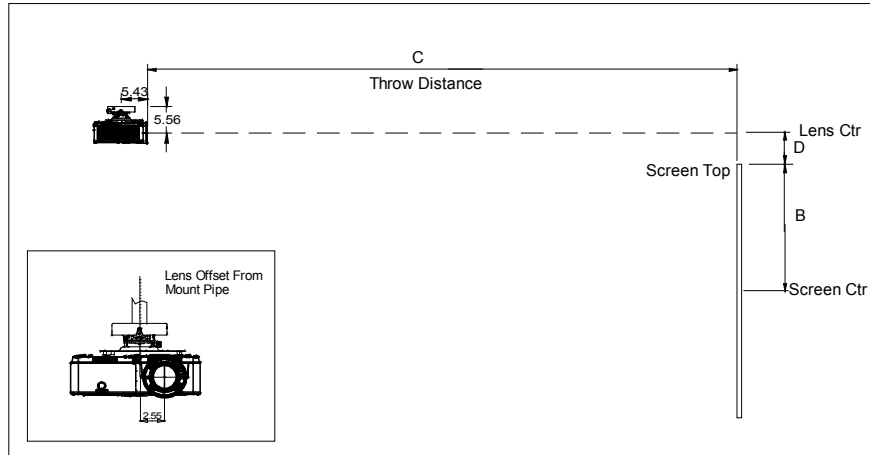 C
Throw Distance
5.43
5.56
Lens Ctr
D
Screen Top
B
Screen Ctr
Lens Offset From
Mount Pipe
2.55